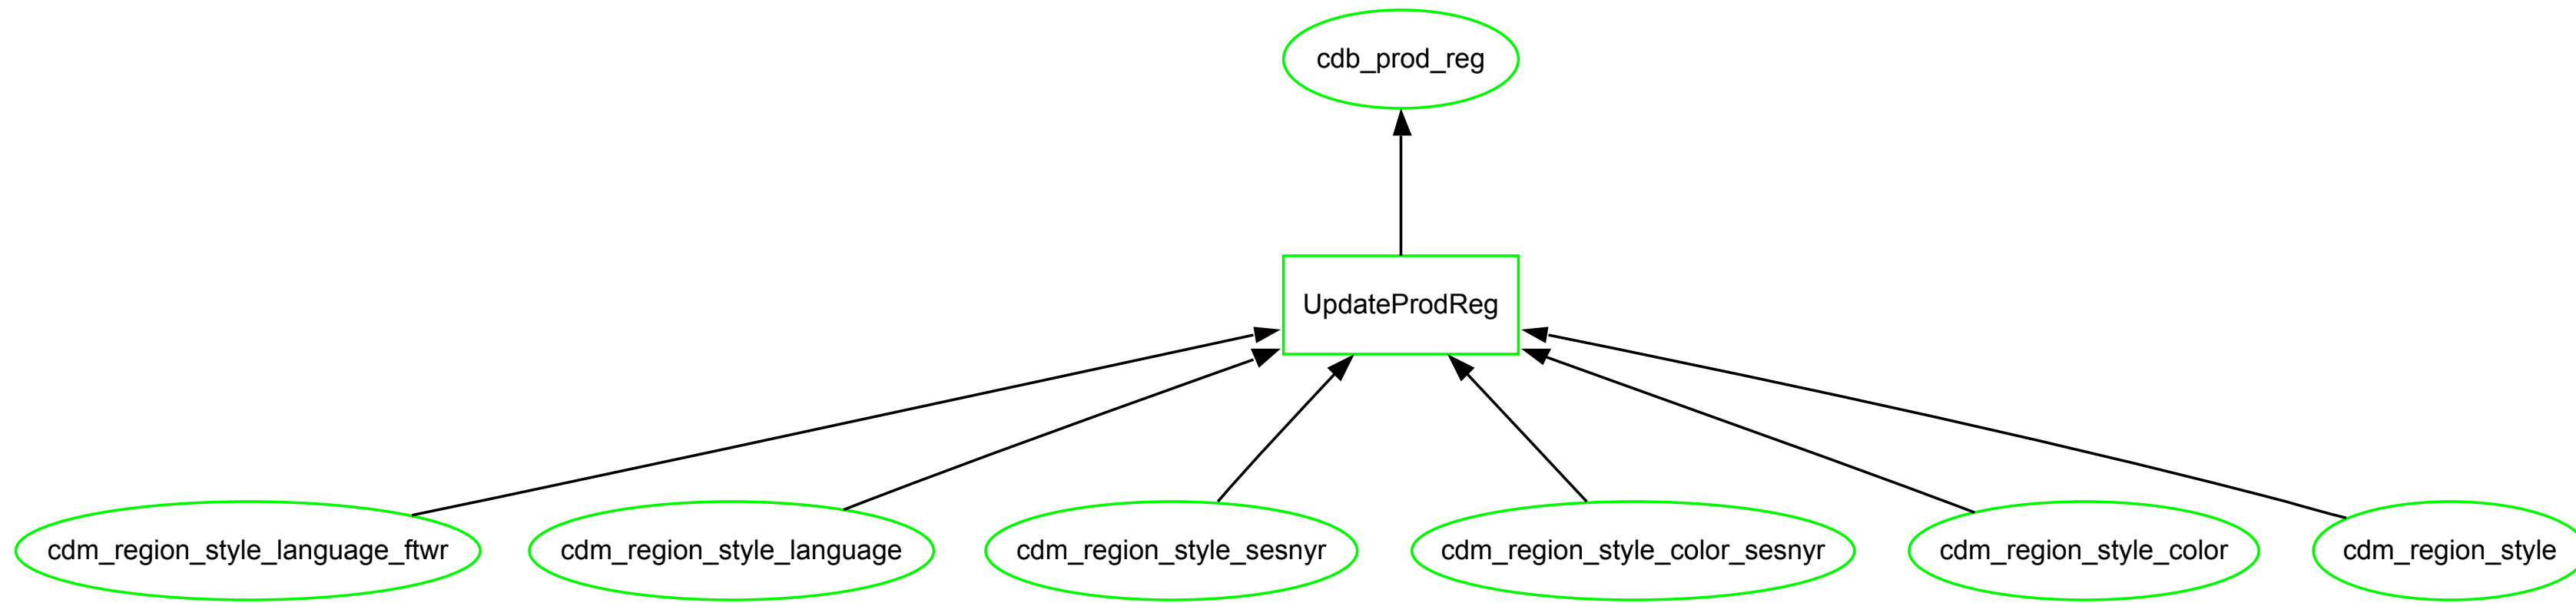 cdb_prod_reg
UpdateProdReg
cdm_region_style_language_ftwr
cdm_region_style_language
cdm_region_style_sesnyr
cdm_region_style_color_sesnyr
cdm_region_style_color
cdm_region_style